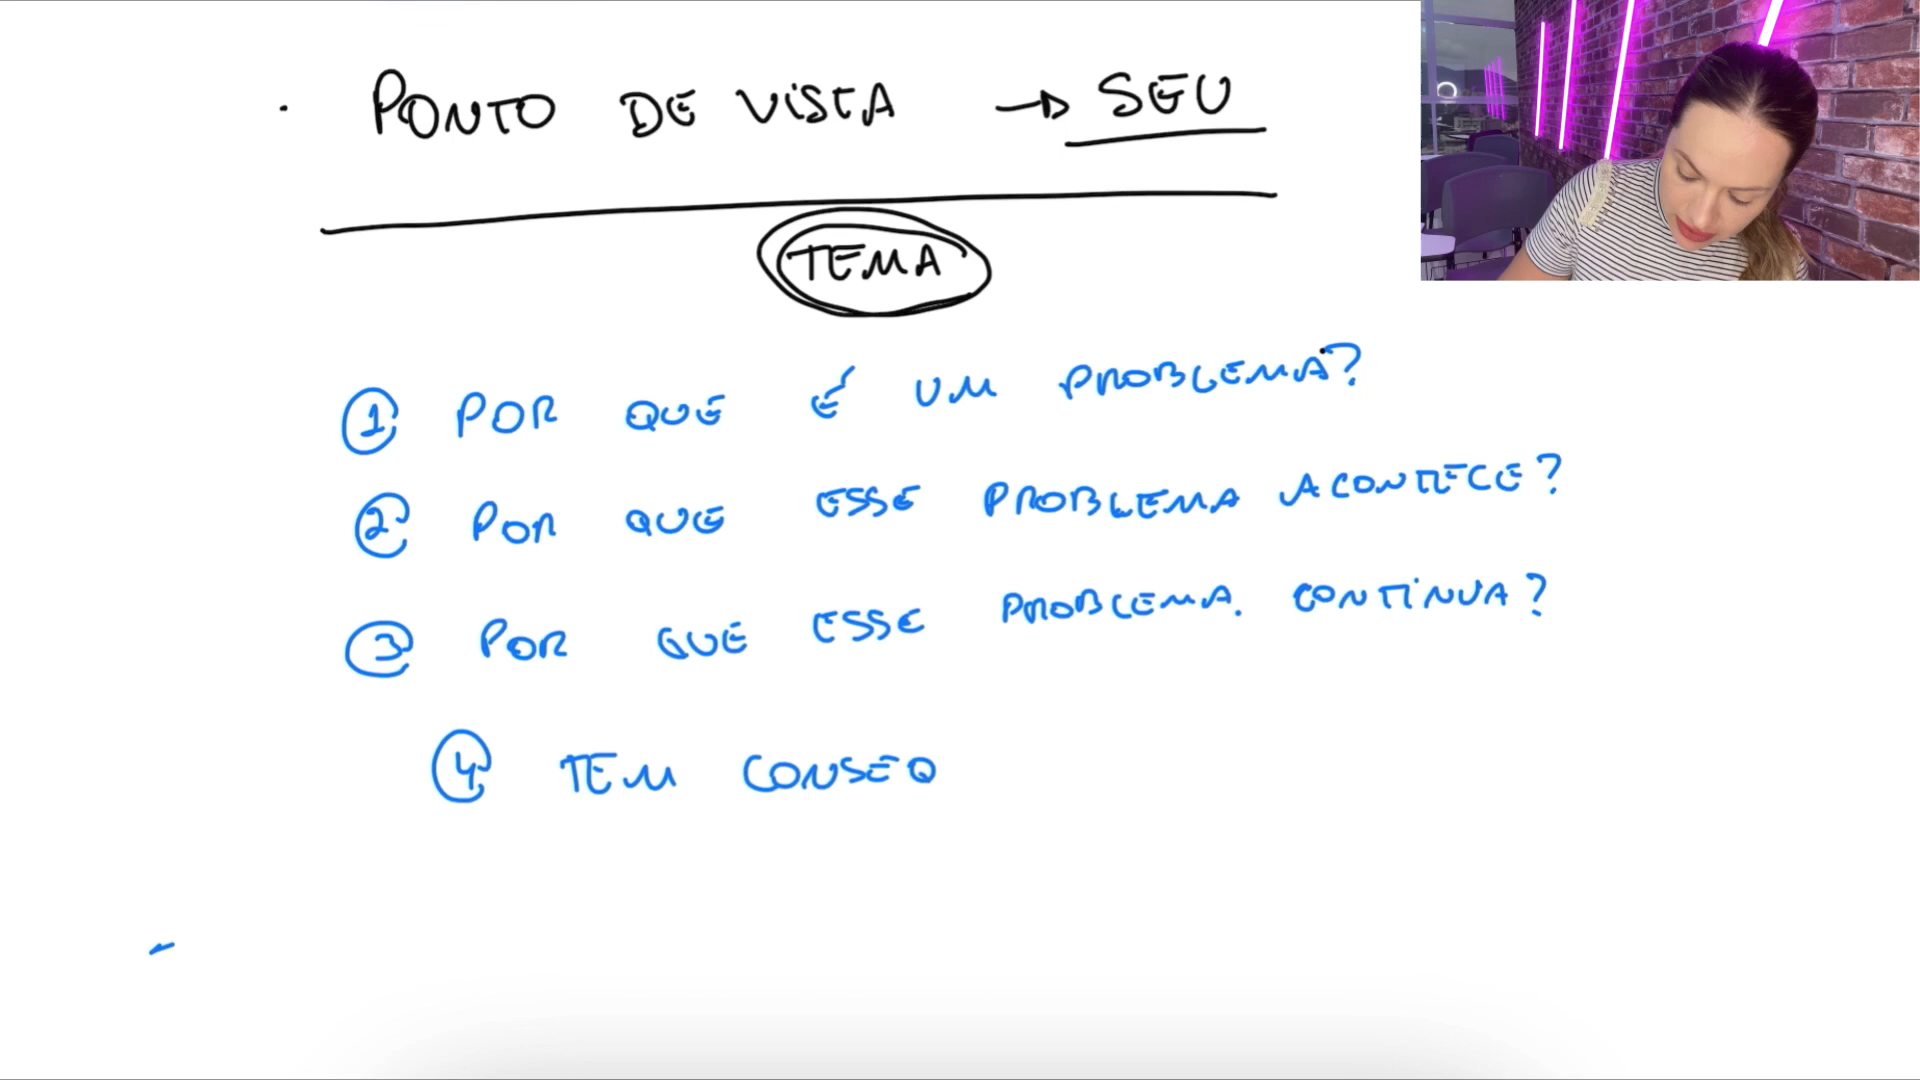 PONTO DE VISTA → SEU
TEMA
1 POR QUE É UM PROBLEMA?
2 POR QUE ESSE PROBLEMA ACONTECE?
3 POR QUE ESSE PROBLEMA. CONTINUA?
4 TEM CONSEQ